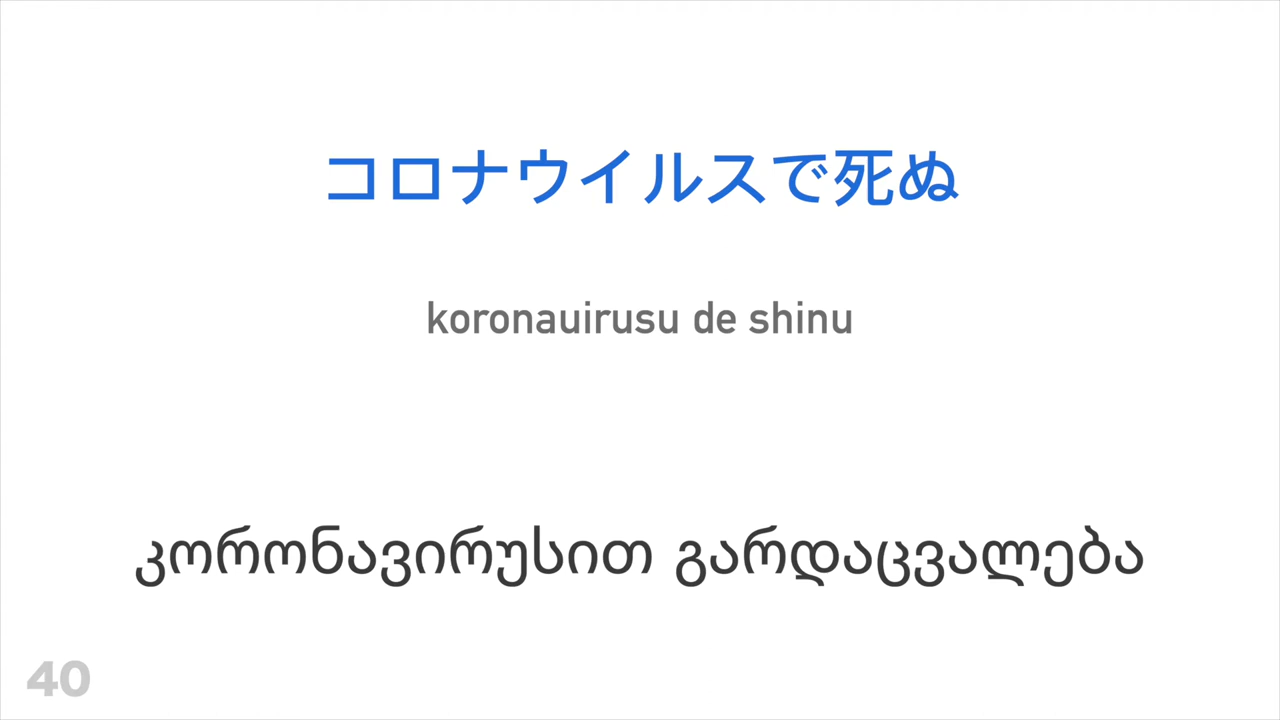 コロナウイルスで死ぬ
koronauirusu de shinu
კორონავირუსით გარდაცვალება
40